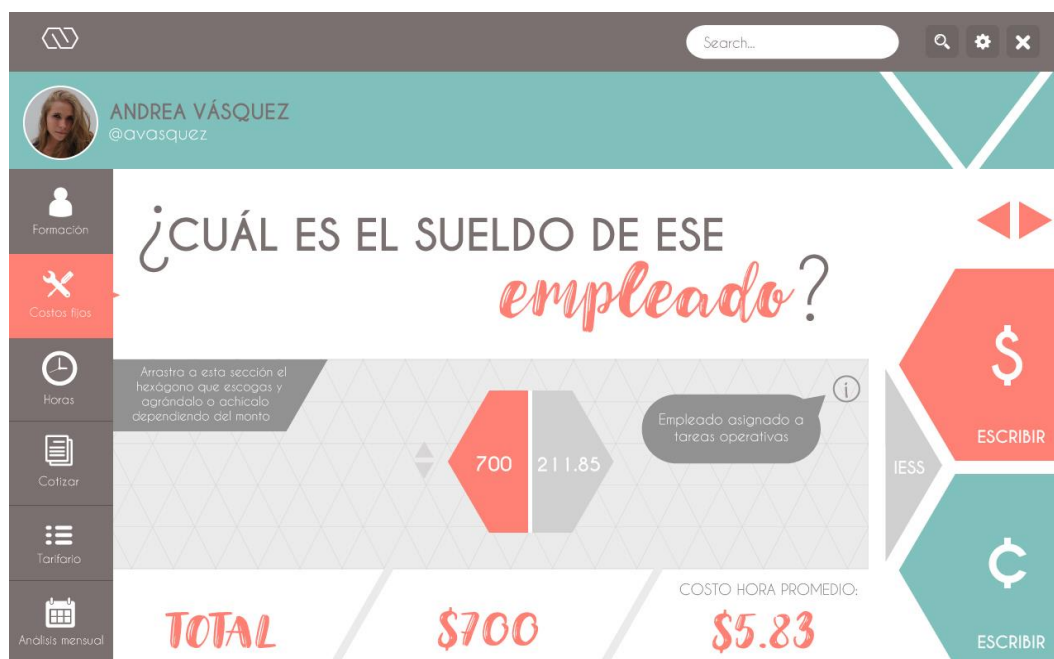 Search...
ANDREA VÁSQUEZ
@avasquez
Formación
Costos fijos
Horas
Cotizar
Tarifario
Análisis mensual
¿CUÁL ES EL SUELDO DE ESE
empleado?
Arrastra a esta sección el
hexágono que escogas y
agrándalo o achícalo
dependiendo del monto
700
211.85
Empleado asignado a
tareas operativas
i
IESS
$
ESCRIBIR
¢
ESCRIBIR
TOTAL
$700
COSTO HORA PROMEDIO:
$5.83